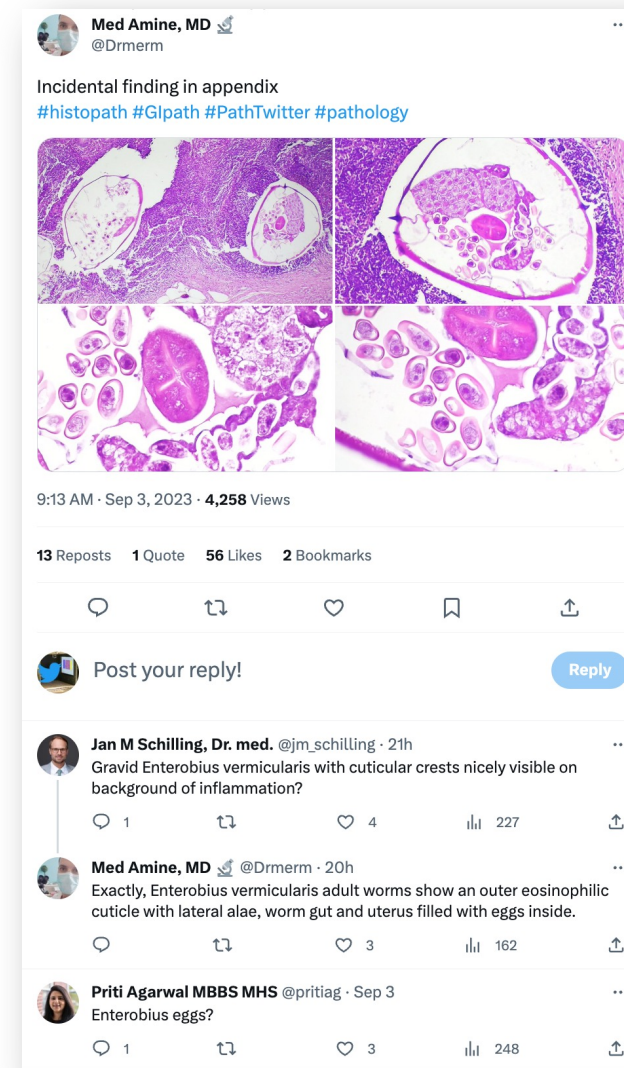 Med Amine, MD
@Drmerm
Incidental finding in appendix
#histopath #GIpath #PathTwitter #pathology
9:13 AM · Sep 3, 2023 · 4,258 Views
13 Reposts 1 Quote 56 Likes 2 Bookmarks
Post your reply!
Reply
Jan M Schilling, Dr. med. @jm_schilling · 21h
Gravid Enterobius vermicularis with cuticular crests nicely visible on
background of inflammation?
1 4 227
Med Amine, MD @Drmerm · 20h
Exactly, Enterobius vermicularis adult worms show an outer eosinophilic
cuticle with lateral alae, worm gut and uterus filled with eggs inside.
3 162
Priti Agarwal MBBS MHS @pritiag · Sep 3
Enterobius eggs?
1 3 248